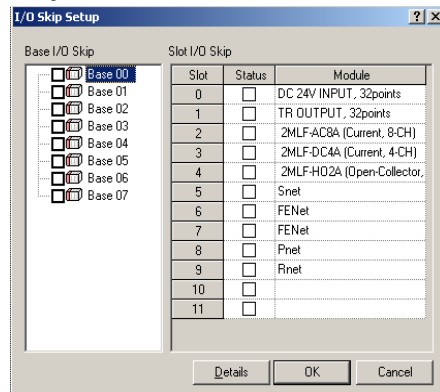 I/O Skip Setup
Base I/O Skip
Base 00
Base 01
Base 02
Base 03
Base 04
Base 05
Base 06
Base 07
Slot I/O Skip
Slot Status Module
0 DC 24V INPUT, 32points
1 TR OUTPUT, 32points
2 2MLF-AC8A (Current, 8-CH)
3 2MLF-DC4A (Current, 4-CH)
4 2MLF-HO2A (Open-Collector,
5 Snet
6 FENet
7 FENet
8 Pnet
9 Rnet
10
11
Details OK Cancel